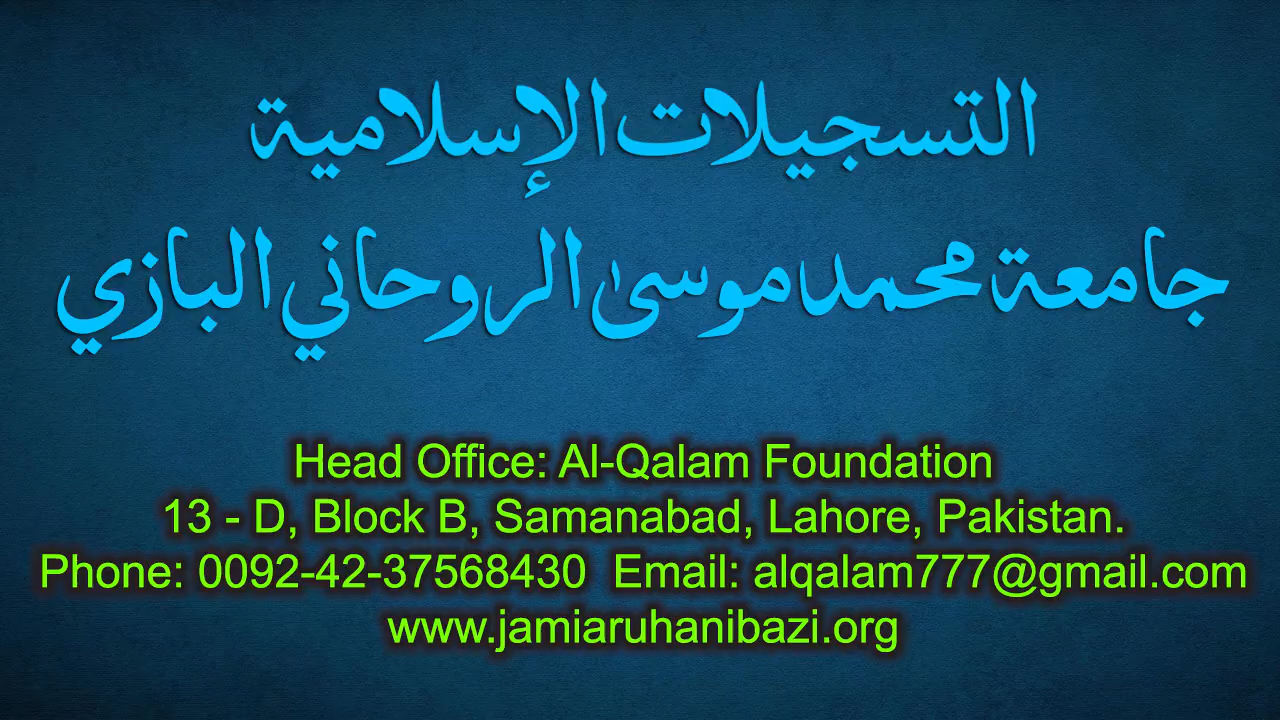 التسجيلات الإسلامية
جامعة محمد موسىٰ الروحاني البازي
Head Office: Al-Qalam Foundation
13 - D, Block B, Samanabad, Lahore, Pakistan.
Phone: 0092-42-37568430  Email: alqalam777@gmail.com
www.jamiaruhanibazi.org